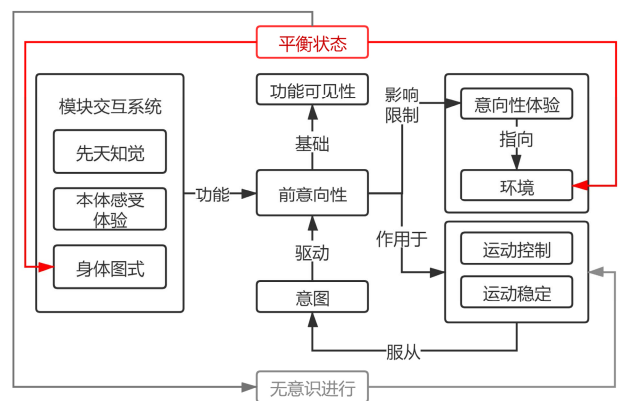 平衡状态
模块交互系统
先天知觉
本体感受
体验
身体图式
功能
功能可见性
基础
前意向性
驱动
意图
影响
限制
意向性体验
指向
环境
作用于
运动控制
运动稳定
服从
无意识进行